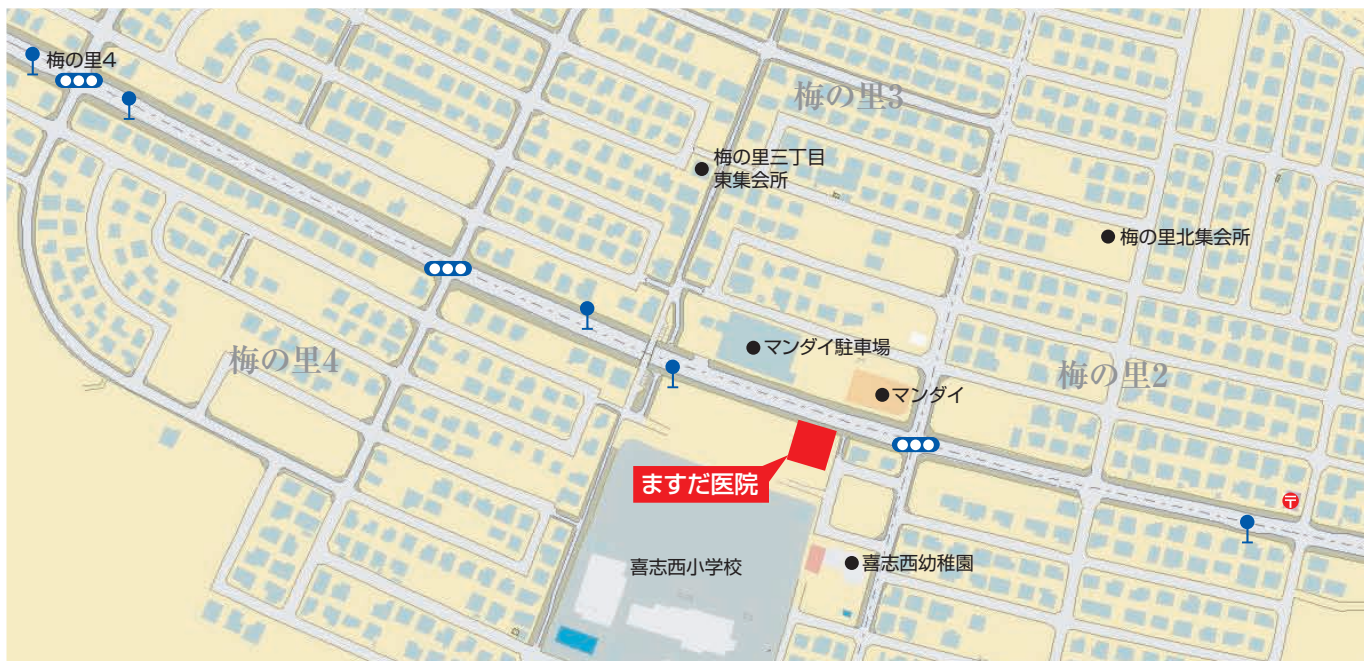 梅の里4
梅の里3
梅の里三丁目
東集会所
梅の里北集会所
マンダイ駐車場
梅の里4
梅の里2
マンダイ
ますだ医院
〒
喜志西小学校
喜志西幼稚園